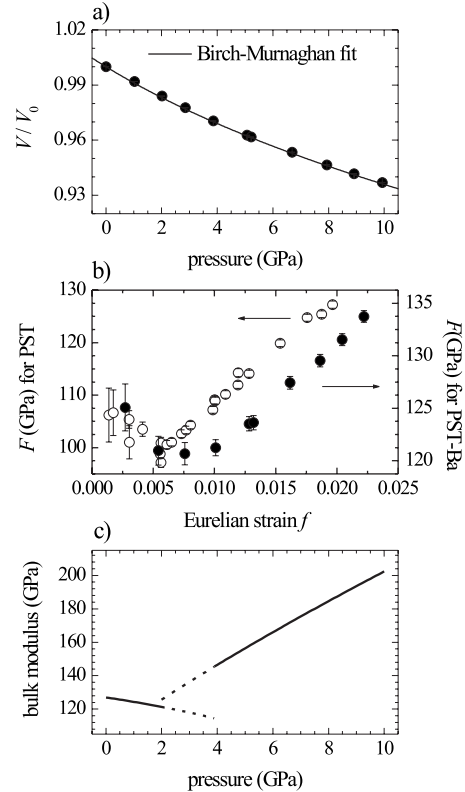 a)
1.02
Birch-Murnaghan fit
0.99
V / V0
0.96
0.93
0 2 4 6 8 10
pressure (GPa)
b)
130
135
120
130
F (GPa) for PST
F(GPa) for PST-Ba
110
125
100
120
0.000 0.005 0.010 0.015 0.020 0.025
Eurelian strain f
c)
200
180
bulk modulus (GPa)
160
140
120
0 2 4 6 8 10
pressure (GPa)